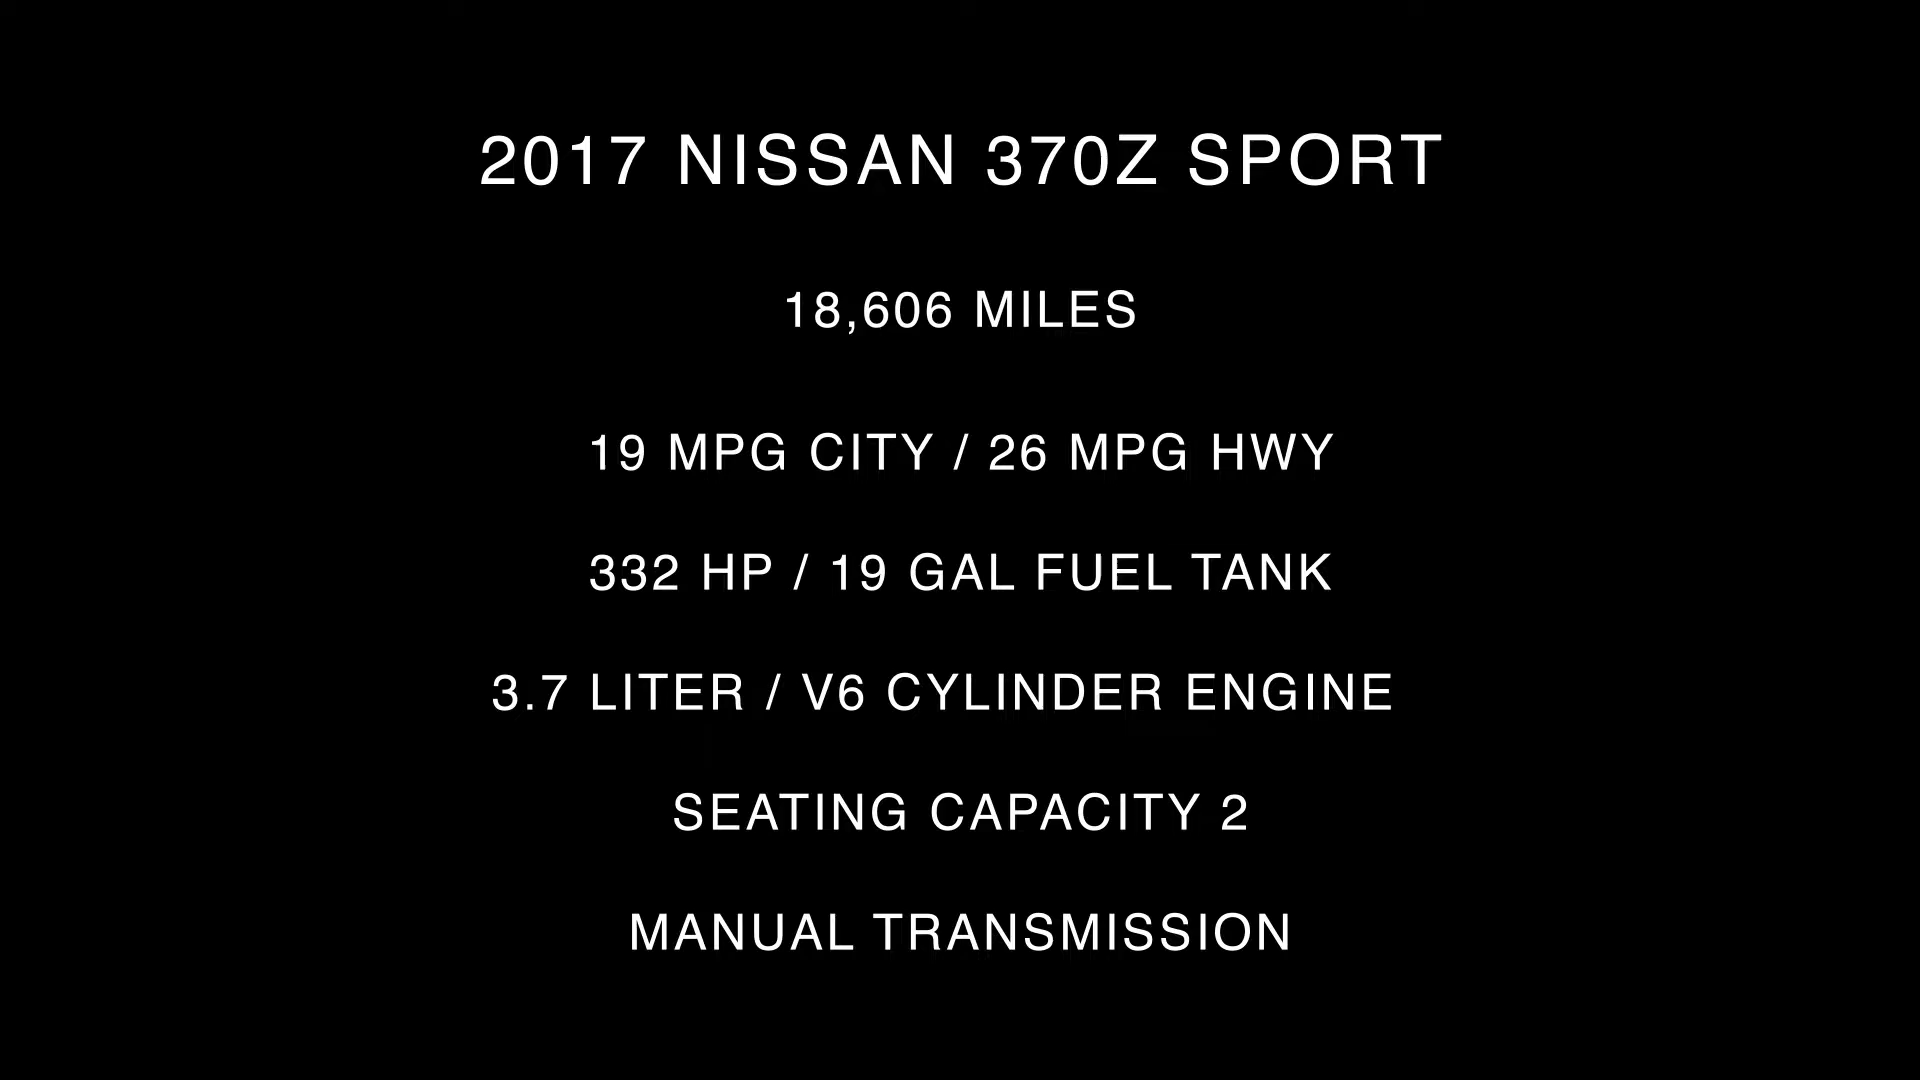 2017 NISSAN 370Z SPORT
18,606 MILES
19 MPG CITY / 26 MPG HWY
332 HP / 19 GAL FUEL TANK
3.7 LITER / V6 CYLINDER ENGINE
SEATING CAPACITY 2
MANUAL TRANSMISSION